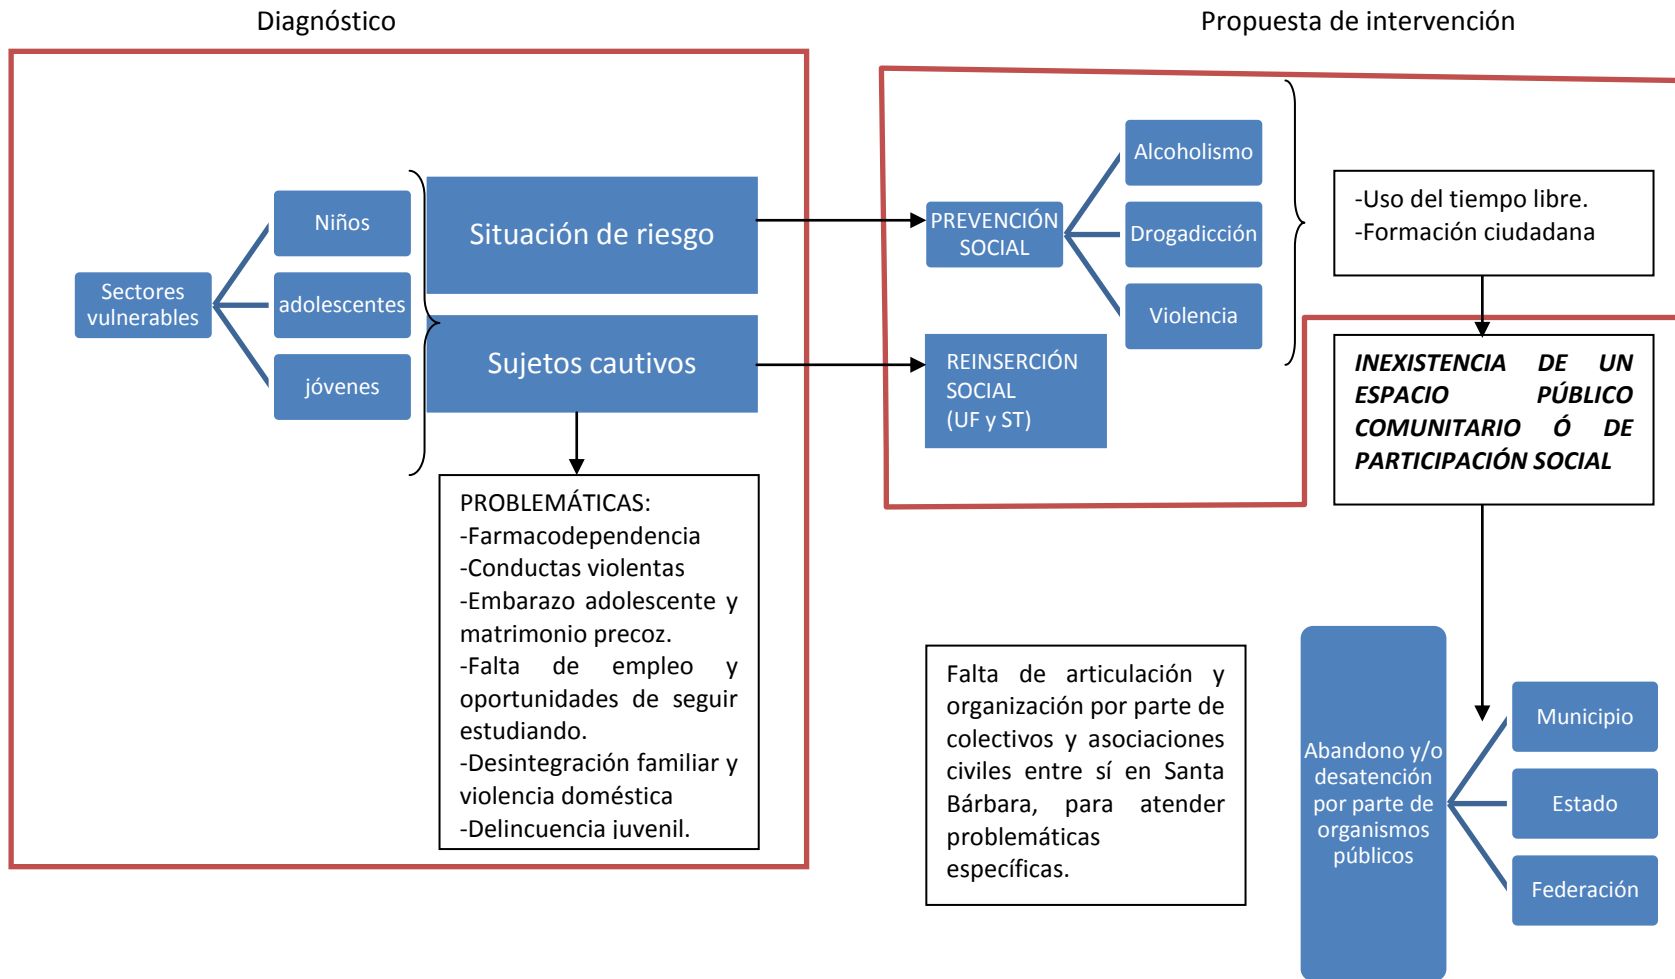 Diagnóstico
Propuesta de intervención
Sectores
vulnerables
Niños
adolescentes
jóvenes
Situación de riesgo
Sujetos cautivos
PROBLEMÁTICAS:
-Farmacodependencia
-Conductas violentas
-Embarazo adolescente y
matrimonio precoz.
-Falta de empleo y
oportunidades de seguir
estudiando.
-Desintegración familiar y
violencia doméstica
-Delincuencia juvenil.
PREVENCIÓN
SOCIAL
Alcoholismo
Drogadicción
Violencia
REINSERCIÓN
SOCIAL
(UF y ST)
-Uso del tiempo libre.
-Formación ciudadana
INEXISTENCIA DE UN
ESPACIO PÚBLICO
COMUNITARIO Ó DE
PARTICIPACIÓN SOCIAL
Falta de articulación y
organización por parte de
colectivos y asociaciones
civiles entre sí en Santa
Bárbara, para atender
problemáticas
específicas.
Abandono y/o
desatención
por parte de
organismos
públicos
Municipio
Estado
Federación